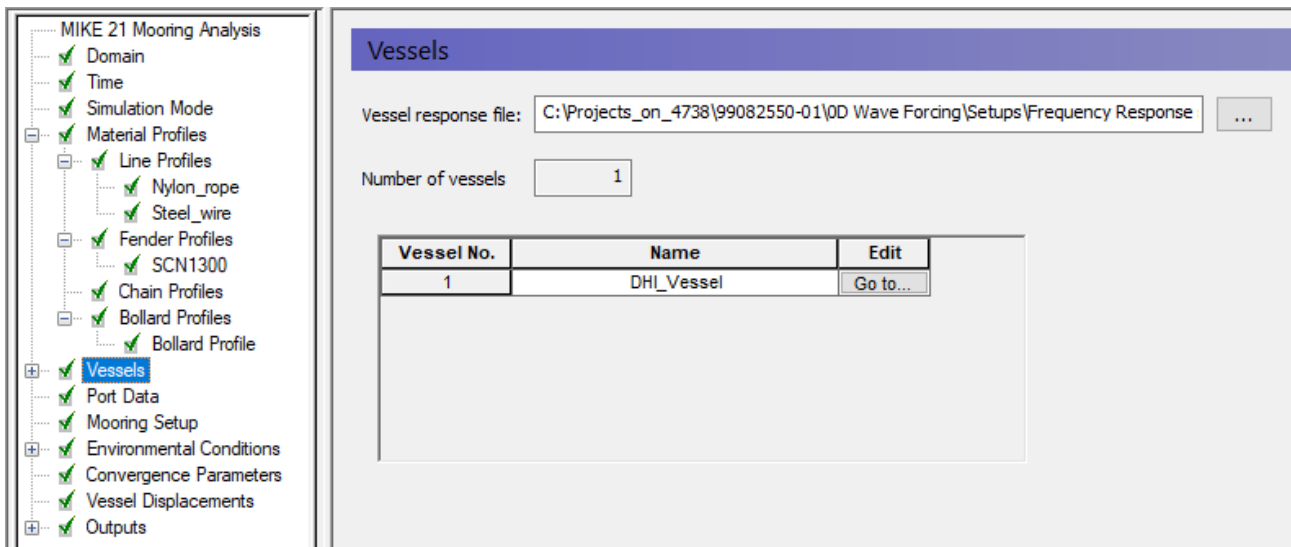 MIKE 21 Mooring Analysis
Domain
Time
Simulation Mode
Material Profiles
Line Profiles
Nylon_rope
Steel_wire
Fender Profiles
SCN1300
Chain Profiles
Bollard Profiles
Bollard Profile
Vessels
Port Data
Mooring Setup
Environmental Conditions
Convergence Parameters
Vessel Displacements
Outputs
Vessels
Vessel response file: C:\Projects_on_4738\99082550-01\0D Wave Forcing\Setups\Frequency Response ...
Number of vessels 1
Vessel No. Name Edit
1 DHI_Vessel Go to...